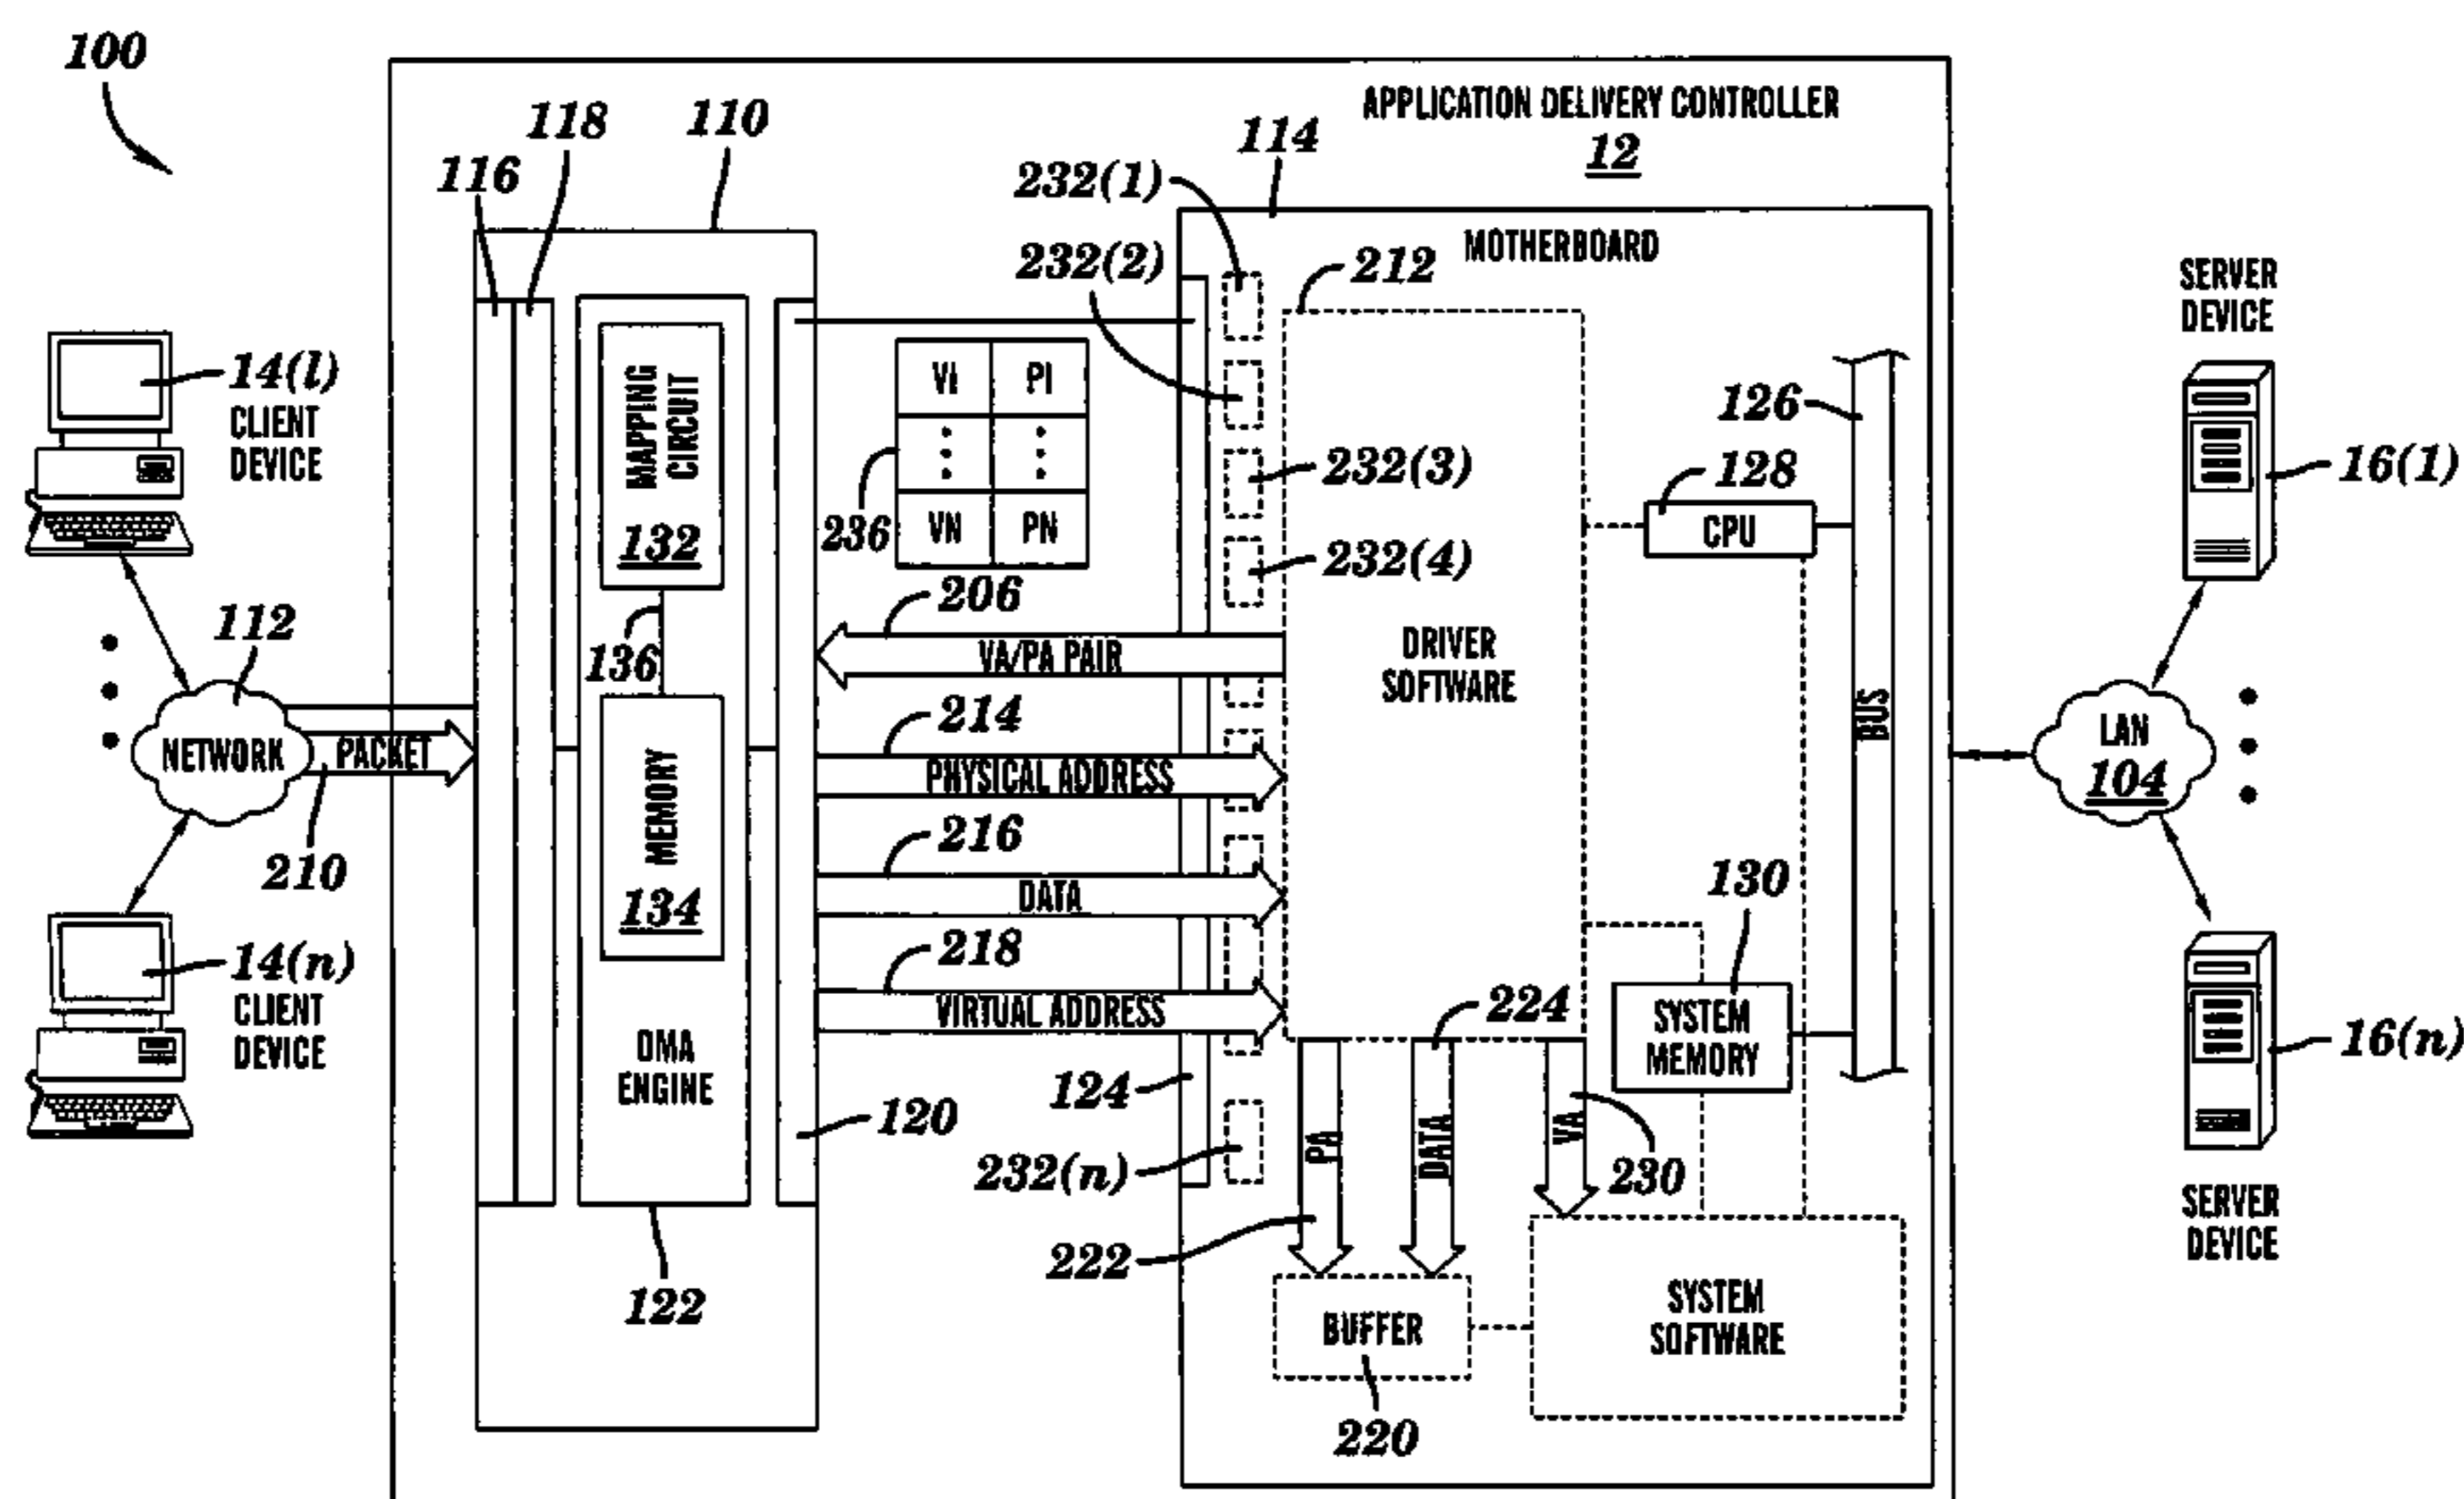 100
APPLICATION DELIVERY CONTROLLER
12
118
110
114
116
232(1)
232(2)
212
MOTHERBOARD
SERVER
DEVICE
14(l)
CLIENT
DEVICE
MAPPING
CIRCUIT
132
VI PI
VN PN
236
232(3)
232(4)
126
128
CPU
16(1)
112
136
206
VA/PA PAIR
DRIVER
SOFTWARE
BUS
NETWORK
PACKET
210
MEMORY
134
214
PHYSICAL ADDRESS
216
DATA
218
VIRTUAL ADDRESS
LAN
104
130
SYSTEM
MEMORY
14(n)
CLIENT
DEVICE
DMA
ENGINE
120
122
124
232(n)
224
PA
DATA
VA
230
222
16(n)
SERVER
DEVICE
BUFFER
220
SYSTEM
SOFTWARE